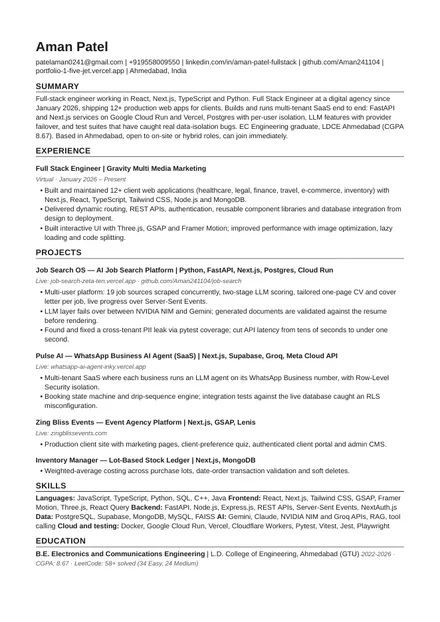 Aman Patel
patelaman0241@gmail.com | +919558009550 | linkedin.com/in/aman-patel-fullstack | github.com/Aman241104 |
portfolio-1-five-jet.vercel.app | Ahmedabad, India
SUMMARY
Full-stack engineer working in React, Next.js, TypeScript and Python. Full Stack Engineer at a digital agency since
January 2026, shipping 12+ production web apps for clients. Builds and runs multi-tenant SaaS end to end: FastAPI
and Next.js services on Google Cloud Run and Vercel, Postgres with per-user isolation, LLM features with provider
failover, and test suites that have caught real data-isolation bugs. EC Engineering graduate, LDCE Ahmedabad (CGPA
8.67). Based in Ahmedabad, open to on-site or hybrid roles, can join immediately.
EXPERIENCE
Full Stack Engineer | Gravity Multi Media Marketing
Virtual · January 2026 – Present
• Built and maintained 12+ client web applications (healthcare, legal, finance, travel, e-commerce, inventory) with
Next.js, React, TypeScript, Tailwind CSS, Node.js and MongoDB.
• Delivered dynamic routing, REST APIs, authentication, reusable component libraries and database integration from
design to deployment.
• Built interactive UI with Three.js, GSAP and Framer Motion; improved performance with image optimization, lazy
loading and code splitting.
PROJECTS
Job Search OS — AI Job Search Platform | Python, FastAPI, Next.js, Postgres, Cloud Run
Live: job-search-zeta-ten.vercel.app · github.com/Aman241104/job-search
• Multi-user platform: 19 job sources scraped concurrently, two-stage LLM scoring, tailored one-page CV and cover
letter per job, live progress over Server-Sent Events.
• LLM layer fails over between NVIDIA NIM and Gemini; generated documents are validated against the resume
before rendering.
• Found and fixed a cross-tenant PII leak via pytest coverage; cut API latency from tens of seconds to under one
second.
Pulse AI — WhatsApp Business AI Agent (SaaS) | Next.js, Supabase, Groq, Meta Cloud API
Live: whatsapp-ai-agent-inky.vercel.app
• Multi-tenant SaaS where each business runs an LLM agent on its WhatsApp Business number, with Row-Level
Security isolation.
• Booking state machine and drip-sequence engine; integration tests against the live database caught an RLS
misconfiguration.
Zing Bliss Events — Event Agency Platform | Next.js, GSAP, Lenis
Live: zingblissevents.com
• Production client site with marketing pages, client-preference quiz, authenticated client portal and admin CMS.
Inventory Manager — Lot-Based Stock Ledger | Next.js, MongoDB
• Weighted-average costing across purchase lots, date-order transaction validation and soft deletes.
SKILLS
Languages: JavaScript, TypeScript, Python, SQL, C++, Java Frontend: React, Next.js, Tailwind CSS, GSAP, Framer
Motion, Three.js, React Query Backend: FastAPI, Node.js, Express.js, REST APIs, Server-Sent Events, NextAuth.js
Data: PostgreSQL, Supabase, MongoDB, MySQL, FAISS AI: Gemini, Claude, NVIDIA NIM and Groq APIs, RAG, tool
calling Cloud and testing: Docker, Google Cloud Run, Vercel, Cloudflare Workers, Pytest, Vitest, Jest, Playwright
EDUCATION
B.E. Electronics and Communications Engineering | L.D. College of Engineering, Ahmedabad (GTU) 2022-2026 ·
CGPA: 8.67 · LeetCode: 58+ solved (34 Easy, 24 Medium)